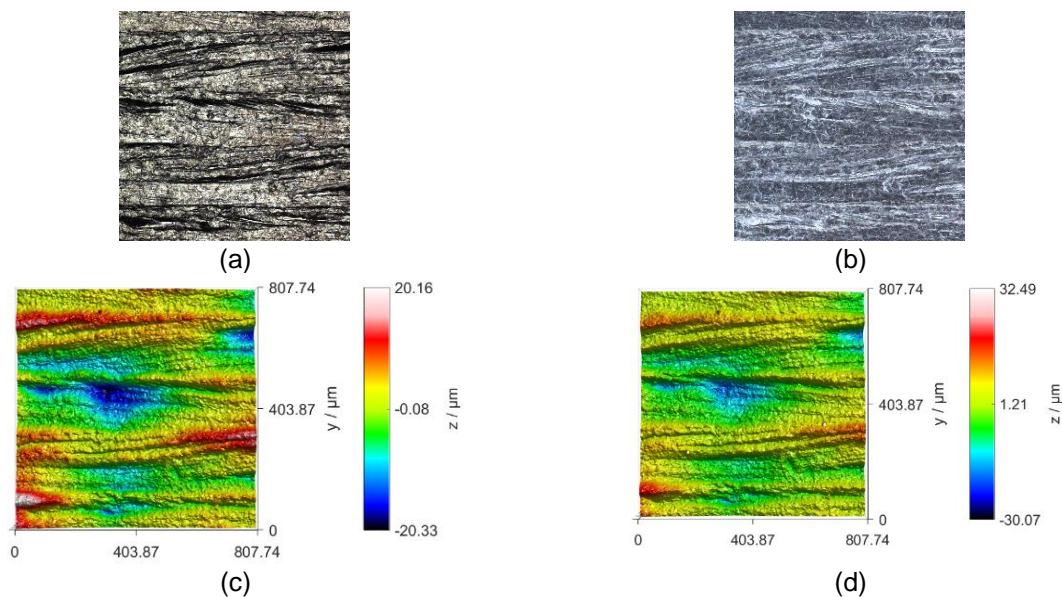 (a)
(b)
807.74
403.87
0
y / µm
0
403.87
807.74
20.16
-0.08
-20.33
z / µm
(c)
807.74
403.87
0
y / µm
0
403.87
807.74
32.49
1.21
-30.07
z / µm
(d)